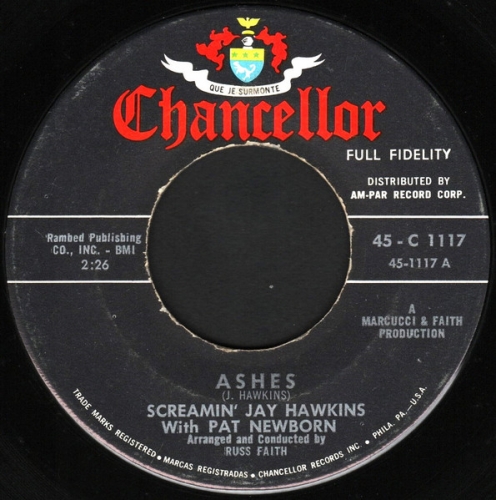 QUE JE SURMONTE
Chancellor
FULL FIDELITY
DISTRIBUTED BY
AM-PAR RECORD CORP.
Rambed Publishing
CO., INC. - BMI
2:26
45 - C 1117
45-1117 A
A
MARCUCCI & FAITH
PRODUCTION
ASHES
(J. HAWKINS)
SCREAMIN' JAY HAWKINS
With PAT NEWBORN
Arranged and Conducted by
RUSS FAITH
TRADE MARKS REGISTERED • MARCAS REGISTRADAS • CHANCELLOR RECORDS INC. • PHILA. PA.—U.S.A.